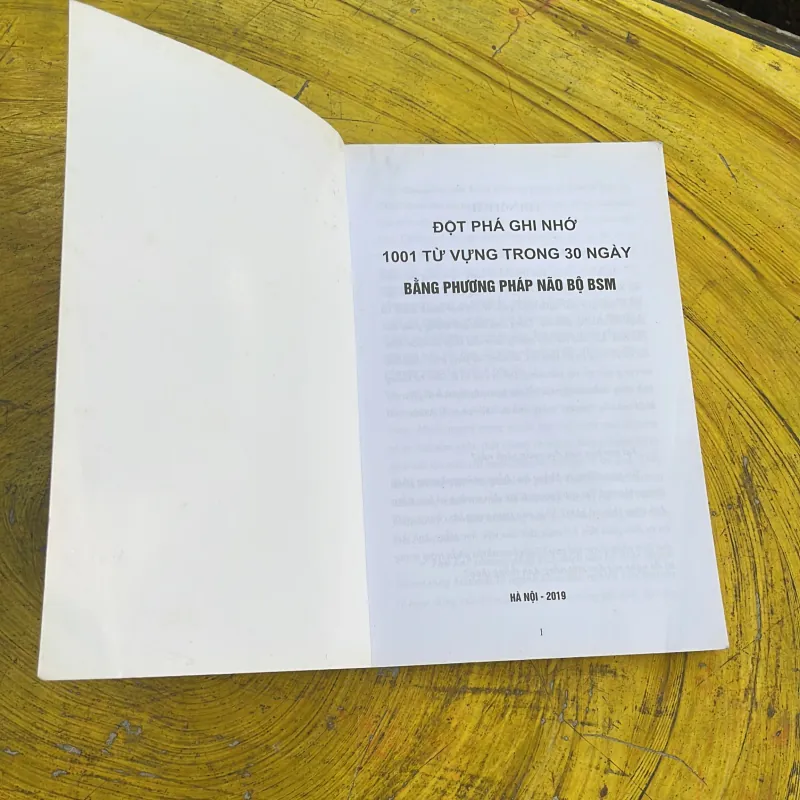 ĐỘT PHÁ GHI NHỚ
1001 TỪ VỰNG TRONG 30 NGÀY
BẰNG PHƯƠNG PHÁP NÃO BỘ BSM
HÀ NỘI - 2019
1